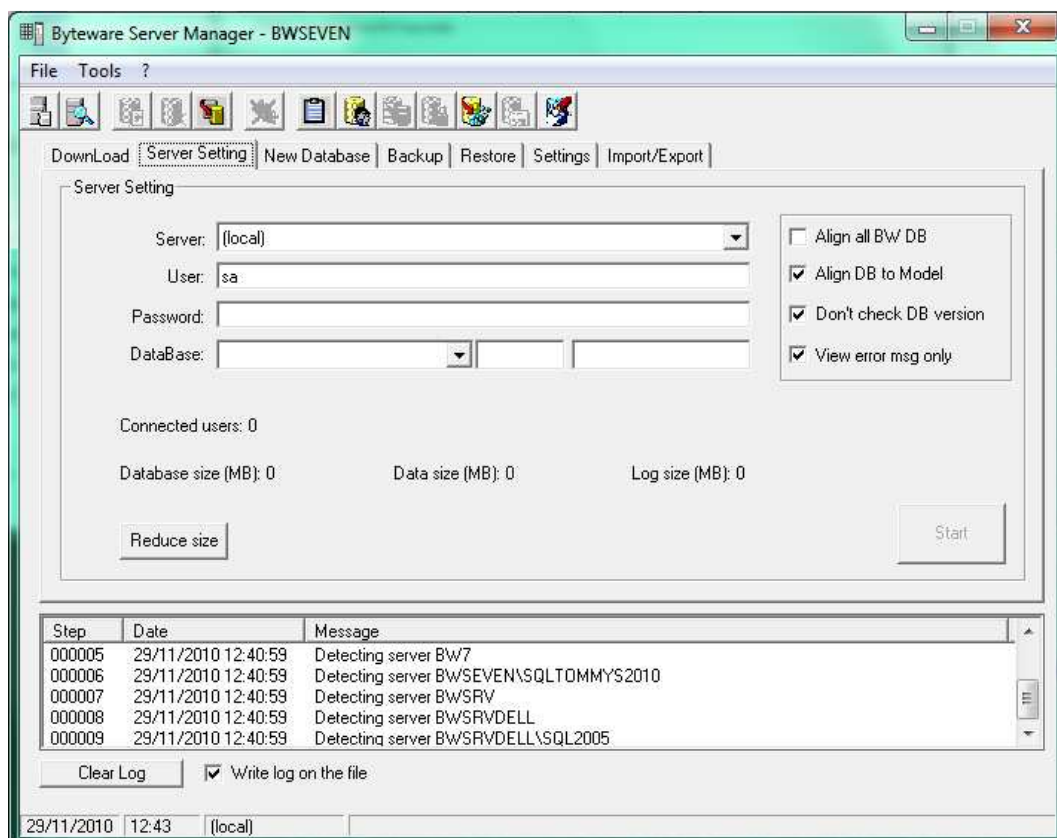 Byteware Server Manager - BWSEVEN
File Tools ?
DownLoad Server Setting New Database Backup Restore Settings Import/Export
Server Setting
Server: (local)
Align all BW DB
User: sa
Align DB to Model
Password:
Don't check DB version
DataBase:
View error msg only
Connected users: 0
Database size (MB): 0 Data size (MB): 0 Log size (MB): 0
Reduce size
Start
Step Date Message
000005 29/11/2010 12:40:59 Detecting server BW7
000006 29/11/2010 12:40:59 Detecting server BWSEVEN\SQLTOMMYS2010
000007 29/11/2010 12:40:59 Detecting server BWSRV
000008 29/11/2010 12:40:59 Detecting server BWSRVDELL
000009 29/11/2010 12:40:59 Detecting server BWSRVDELL\SQL2005
Clear Log Write log on the file
29/11/2010 12:43 (local)